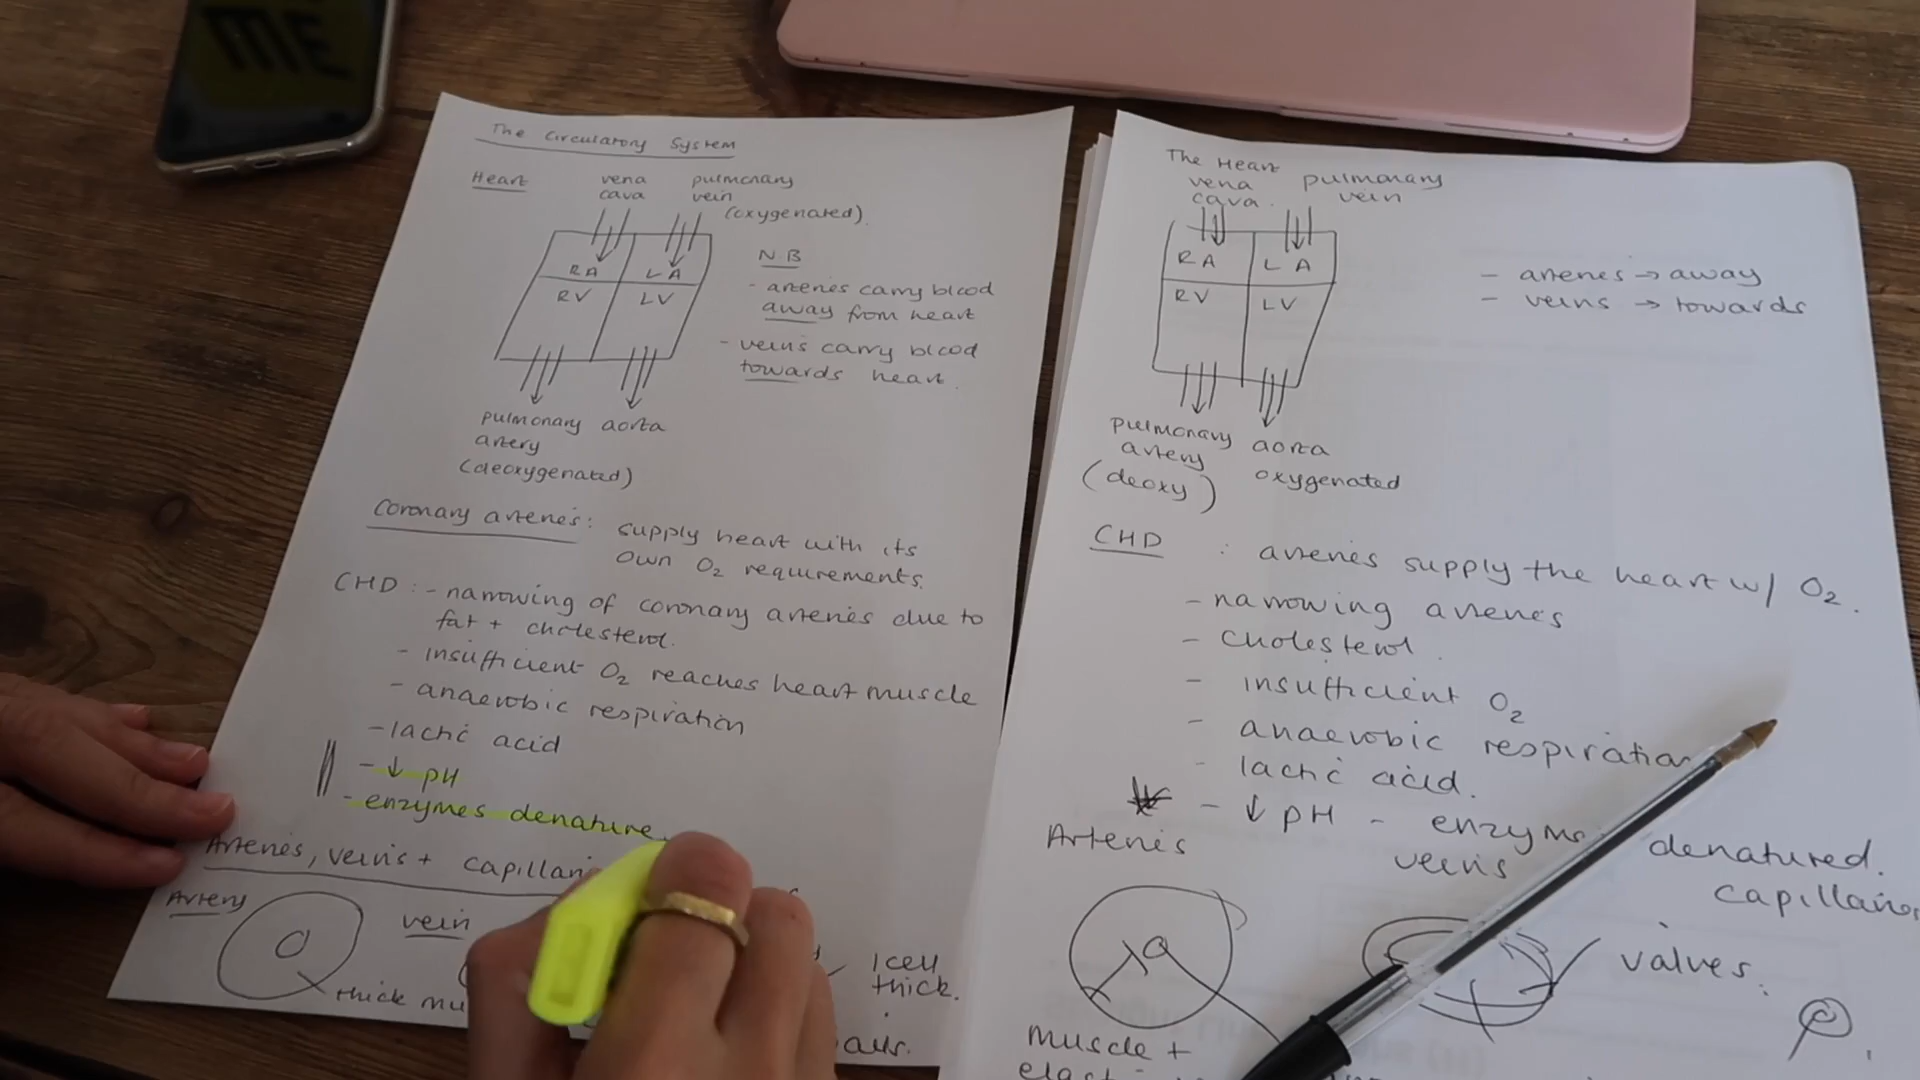 ME
The Circulatory System
Heart
vena
cava
pulmonary
vein
(oxygenated).
RA
LA
RV
LV
N.B
- arteries carry blood
away from heart
- veins carry blood
towards heart.
pulmonary
artery
(deoxygenated)
aorta
Coronary arteries:
supply heart with its
own O2 requirements.
CHD : - narrowing of coronary arteries due to
fat + cholesterol.
- insufficient O2 reaches heart muscle
- anaerobic respiration
- lactic acid
- ↓ pH
- enzymes denature.
Arteries, veins +
Artery
vein
thick
1 cell
thick.
The Heart
vena
cava.
pulmonary
vein
RA
LA
RV
LV
- arteries → away
- veins → towards
pulmonary
artery
(deoxy)
aorta
oxygenated
CHD : arteries supply the heart w/ O2.
- narrowing arteries
- cholesterol.
- insufficient O2
- anaerobic respiration
- lactic acid.
- ↓ pH - denatured.
Arteries
veins
capillaries
valves.
muscle +